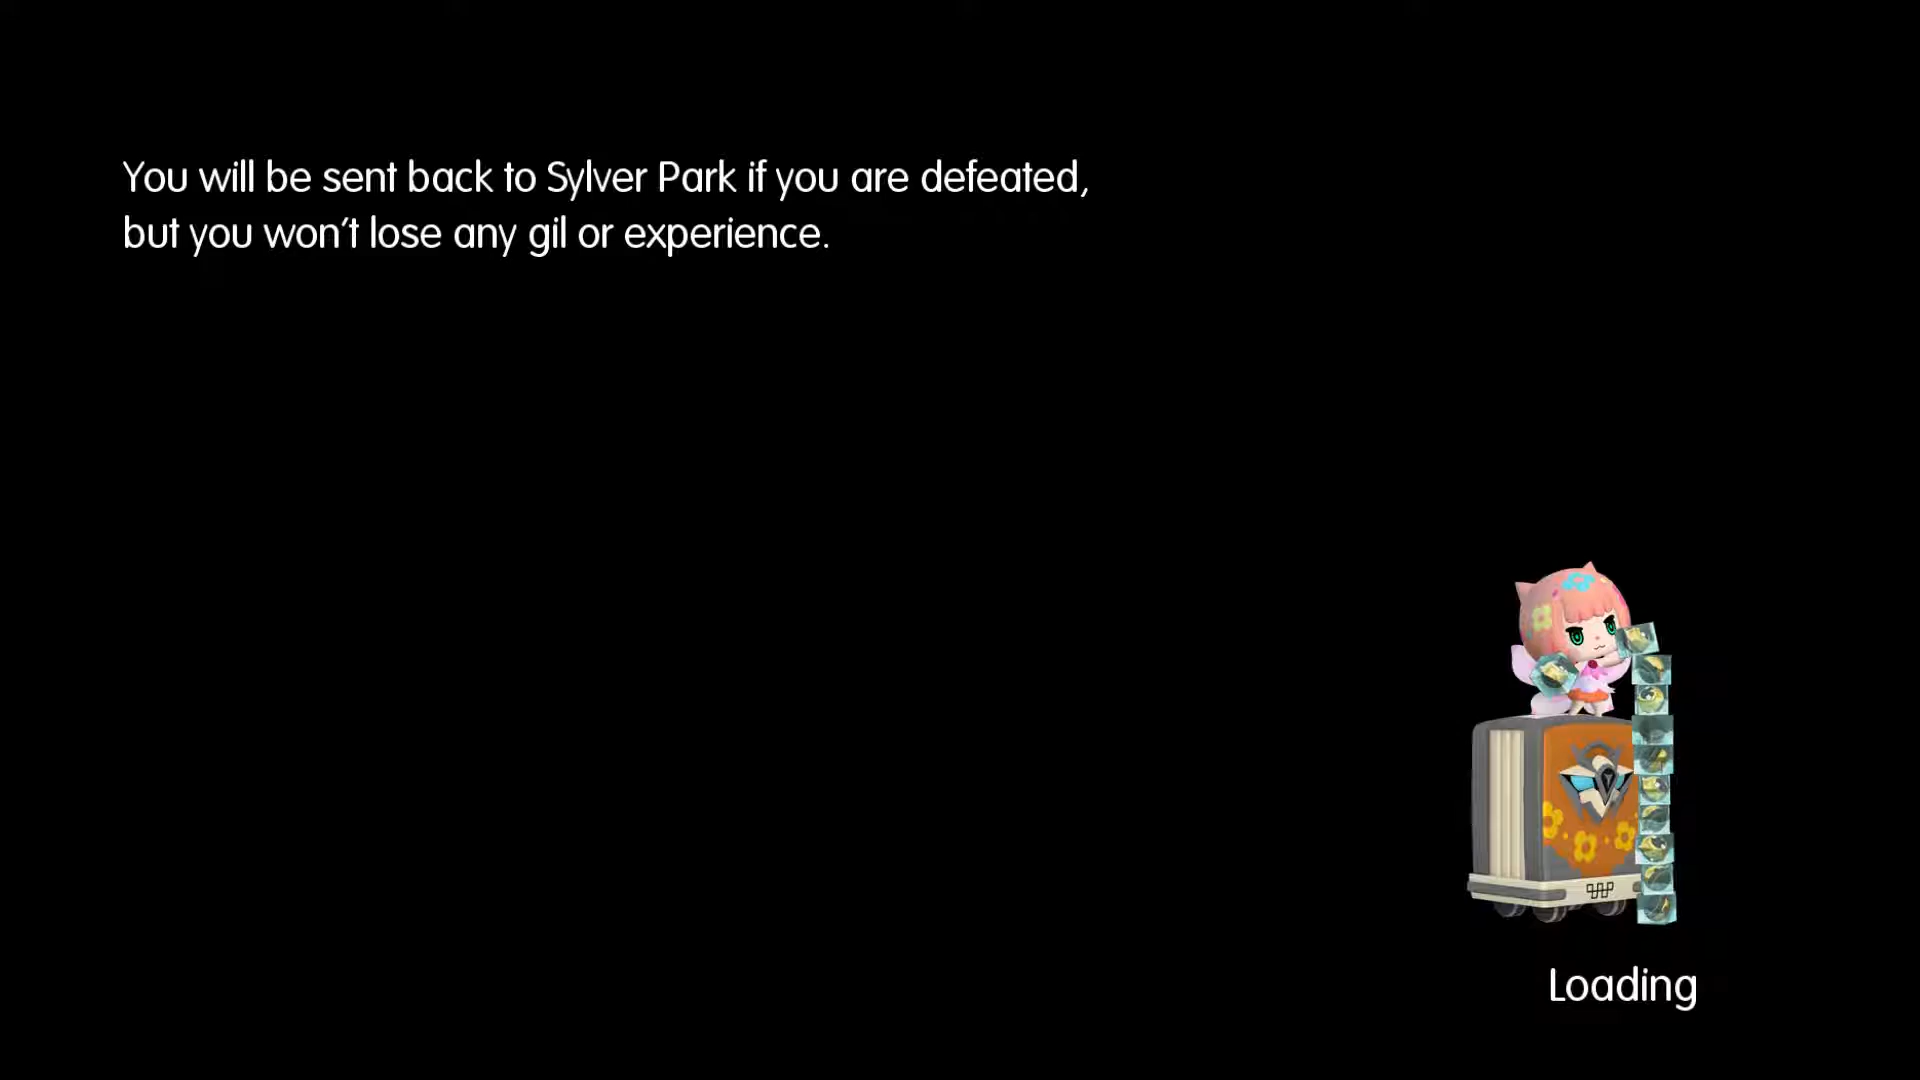 You will be sent back to Sylver Park if you are defeated,
but you won't lose any gil or experience.
Loading